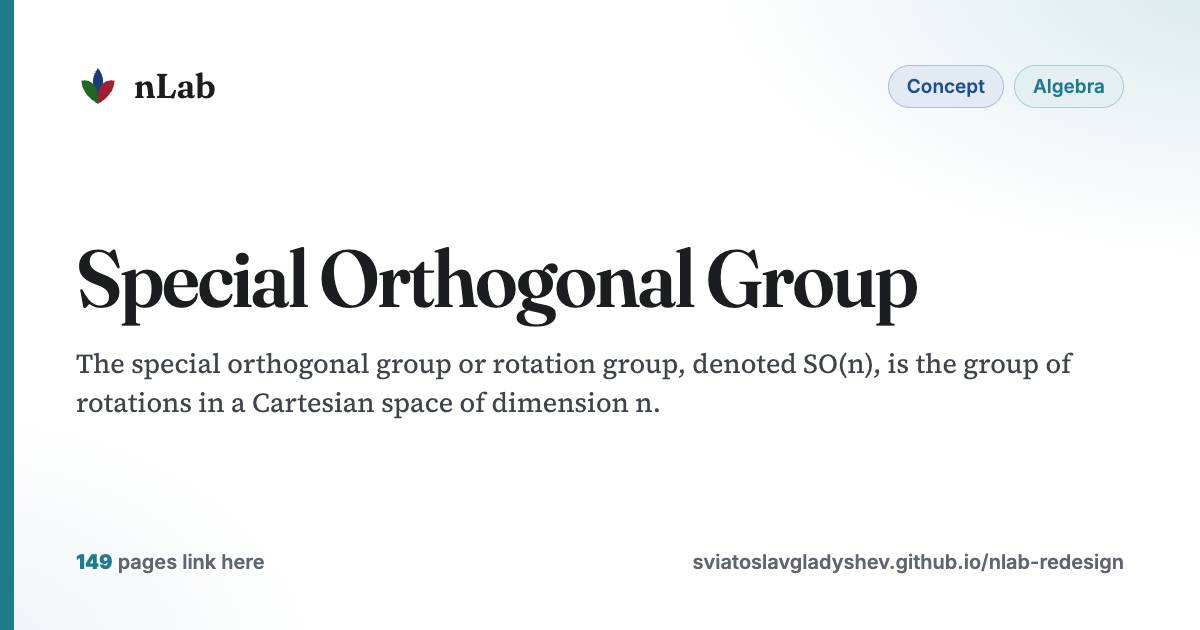 nLab
Concept
Algebra
Special Orthogonal Group
The special orthogonal group or rotation group, denoted SO(n), is the group of
rotations in a Cartesian space of dimension n.
149 pages link here
sviatoslavgladyshev.github.io/nlab-redesign